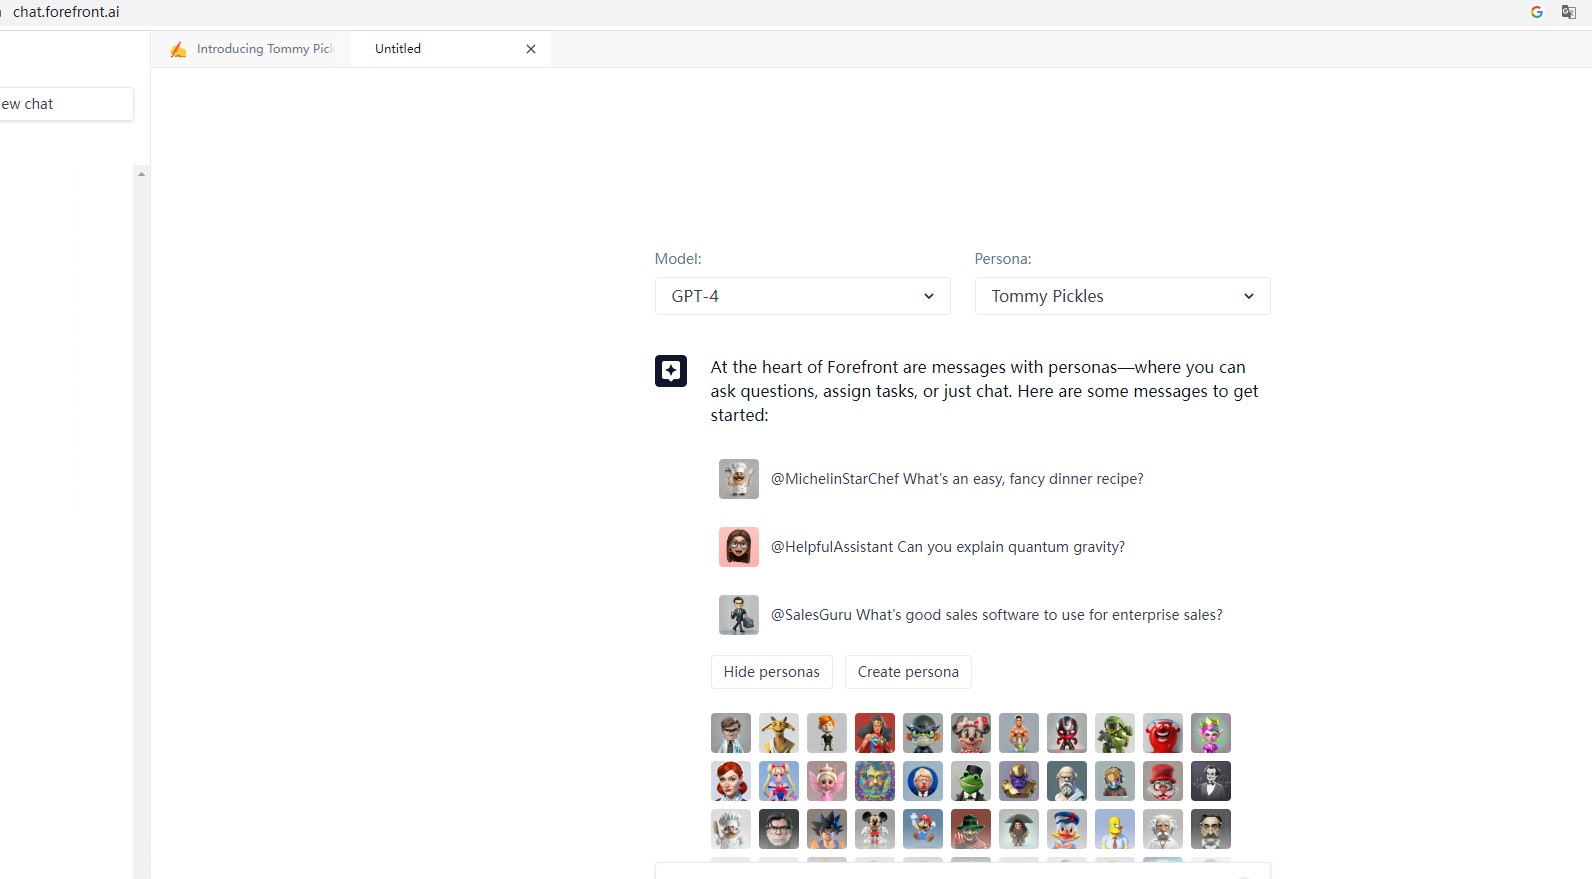 chat.forefront.ai
Introducing Tommy Pick
Untitled
ew chat
Model:
Persona:
GPT-4
Tommy Pickles
At the heart of Forefront are messages with personas—where you can
ask questions, assign tasks, or just chat. Here are some messages to get
started:
@MichelinStarChef What's an easy, fancy dinner recipe?
@HelpfulAssistant Can you explain quantum gravity?
@SalesGuru What's good sales software to use for enterprise sales?
Hide personas
Create persona